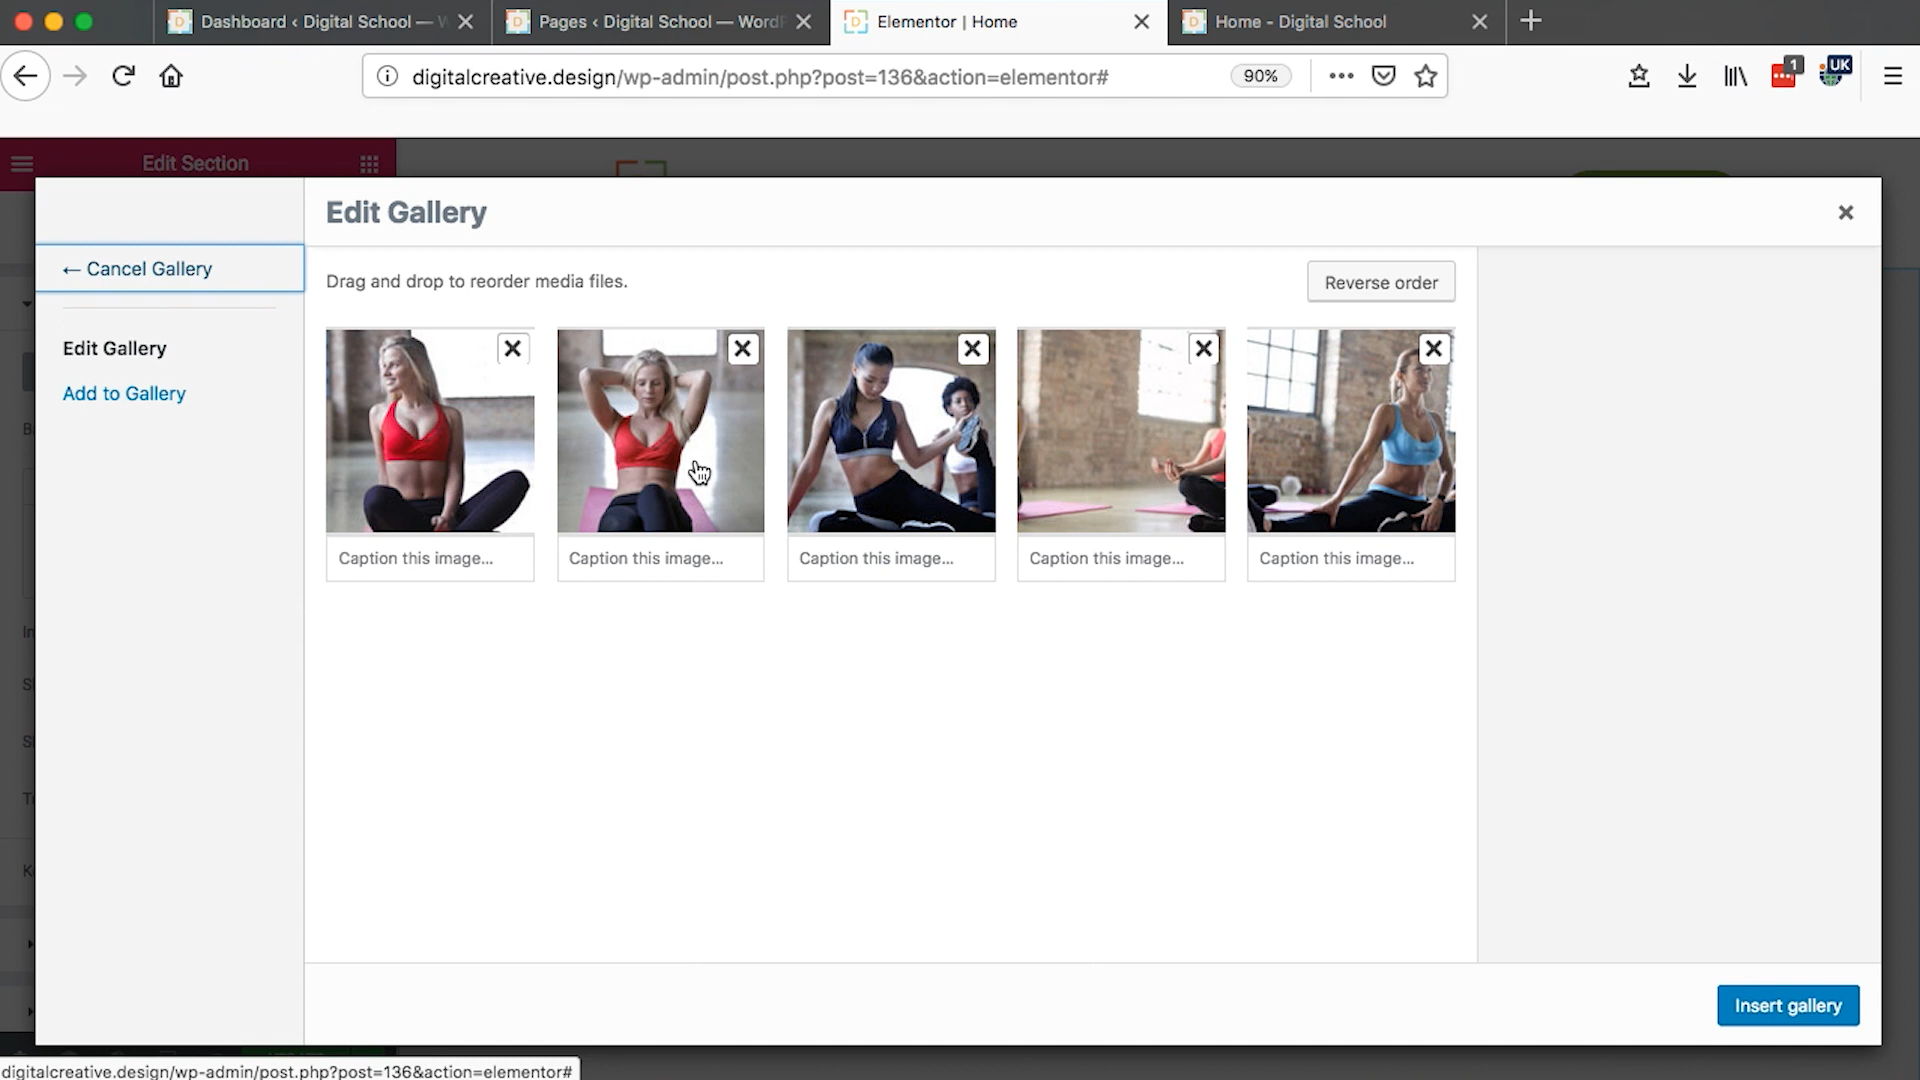 Dashboard ‹ Digital School — W
Pages ‹ Digital School — WordP
Elementor | Home
Home - Digital School
digitalcreative.design/wp-admin/post.php?post=136&action=elementor#
90%
1
UK
Edit Section
Edit Gallery
← Cancel Gallery
Drag and drop to reorder media files.
Reverse order
Edit Gallery
Add to Gallery
Caption this image...
Caption this image...
Caption this image...
Caption this image...
Caption this image...
Insert gallery
digitalcreative.design/wp-admin/post.php?post=136&action=elementor#